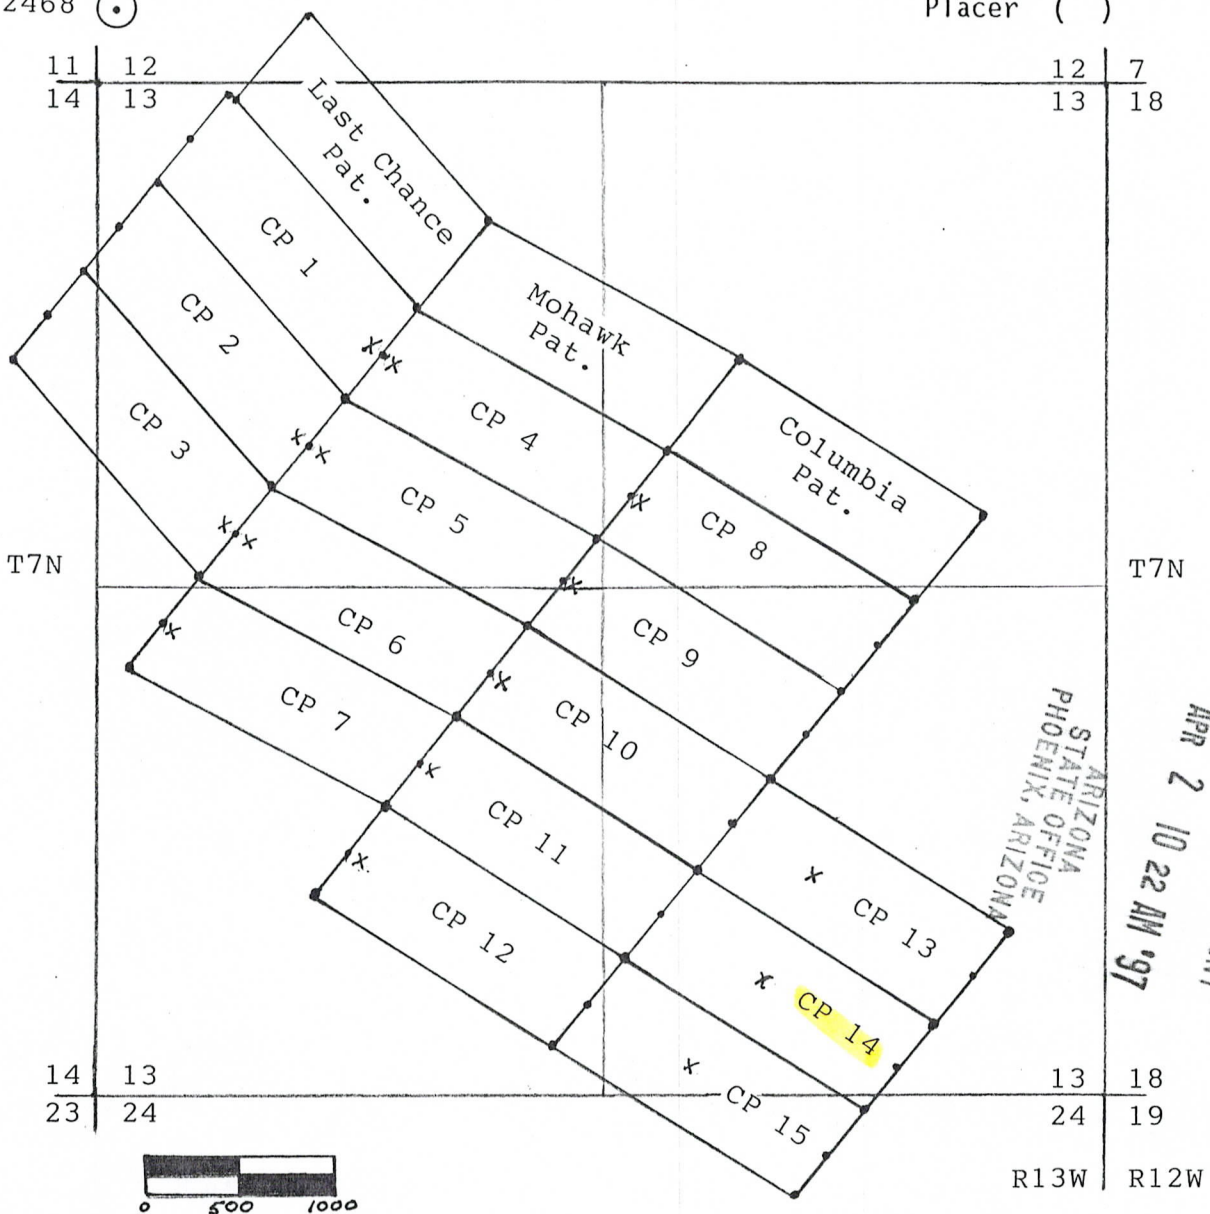 2468
Placer ( )
11 12
12 7
14 13
13 18
Last Chance
Pat.
CP 1
Mohawk
Pat.
CP 2
CP 3
CP 4
Columbia
Pat.
CP 5
CP 8
T7N
T7N
CP 6
CP 9
CP 7
CP 10
ARIZONA
STATE OFFICE
PHOENIX, ARIZONA
APR 2 10 22 AM '97
CP 11
CP 12
CP 13
CP 14
14 13
13 18
23 24
24 19
CP 15
R13W R12W
0 500 1000
x x
x x
x x
x
x
x
x
x
x
x
x
x